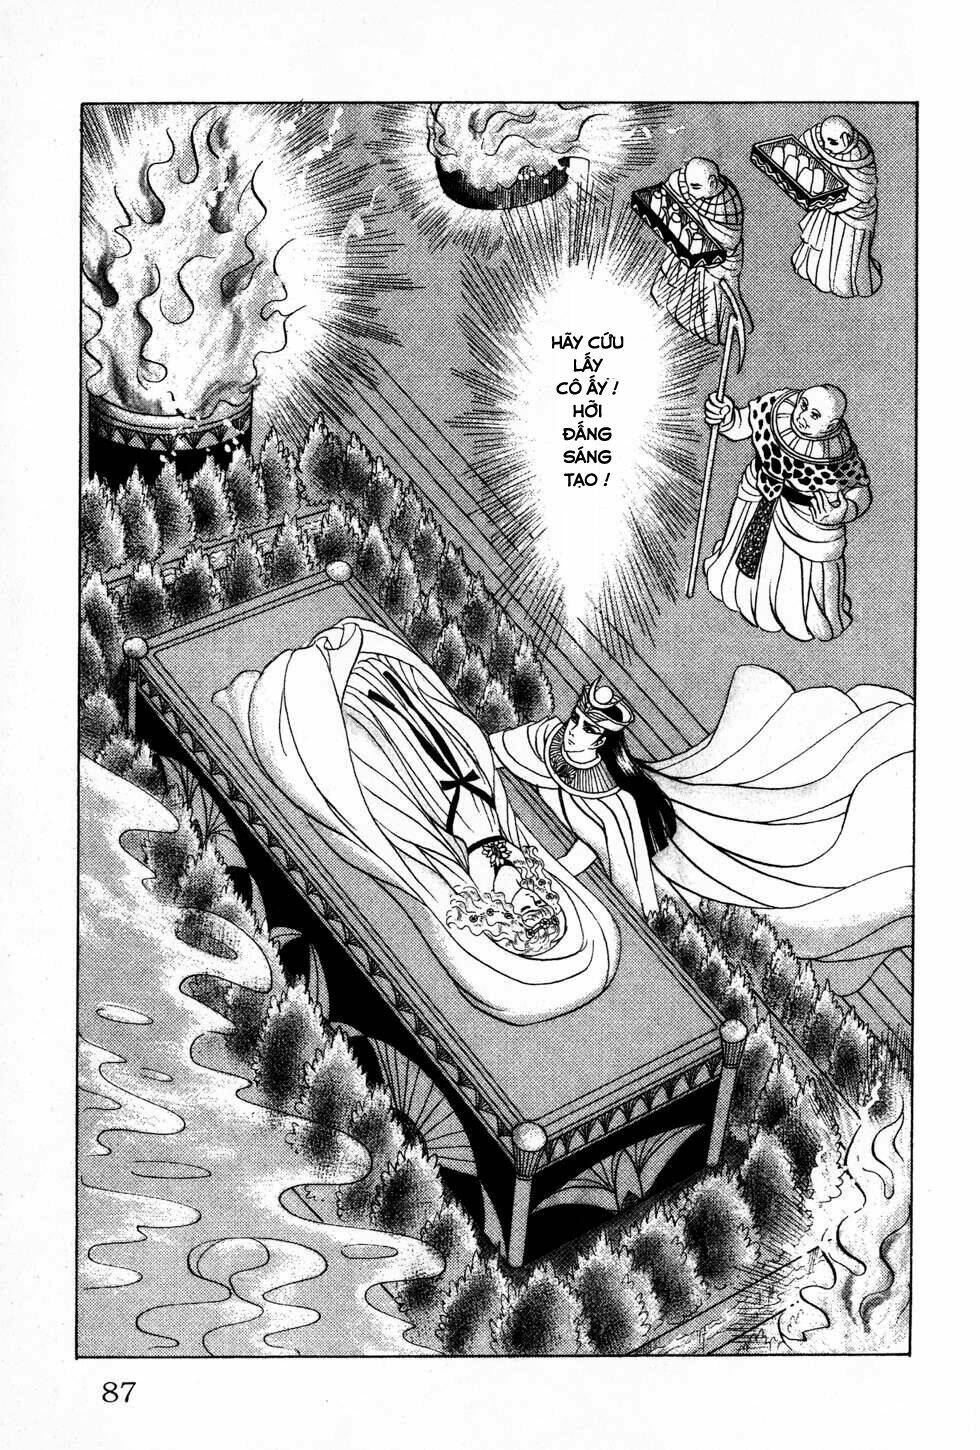 HÃY CỨU
LẤY
CÔ ẤY !
HỠI
ĐẤNG
SÁNG
TẠO !
87